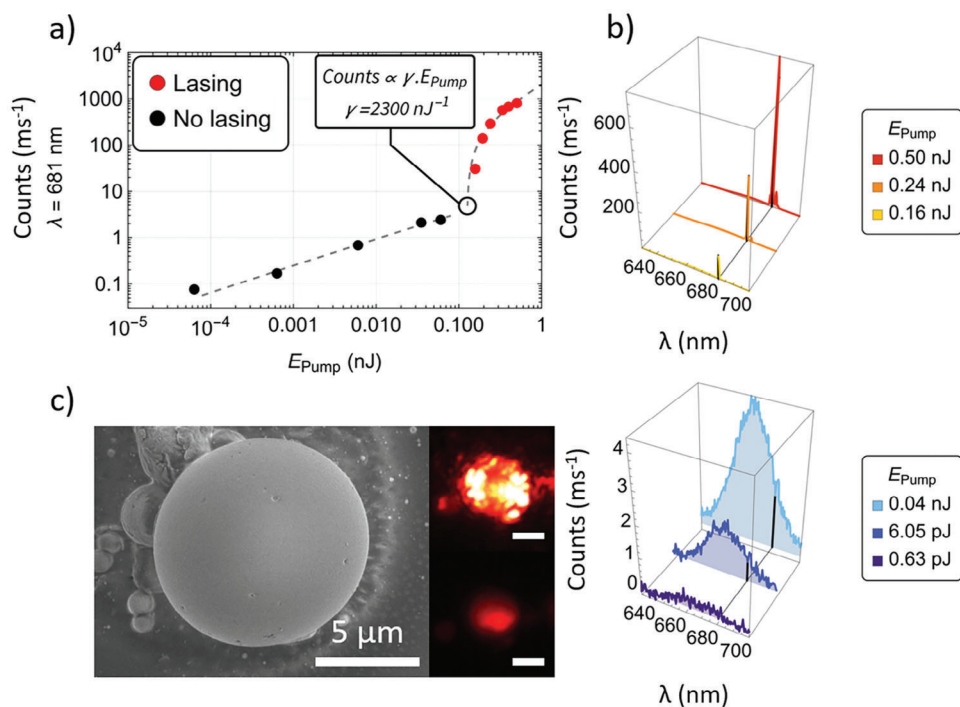 a)
Counts (ms⁻¹)
λ = 681 nm
10⁴
1000
100
10
1
0.1
10⁻⁵
10⁻⁴
0.001
0.010
0.100
1
E_Pump (nJ)
Lasing
No lasing
Counts ∝ γ.E_Pump
γ=2300 nJ⁻¹
b)
Counts (ms⁻¹)
600
400
200
640
660
680
700
λ (nm)
E_Pump
0.50 nJ
0.24 nJ
0.16 nJ
c)
5 μm
Counts (ms⁻¹)
4
3
2
1
0
640
660
680
700
λ (nm)
E_Pump
0.04 nJ
6.05 pJ
0.63 pJ